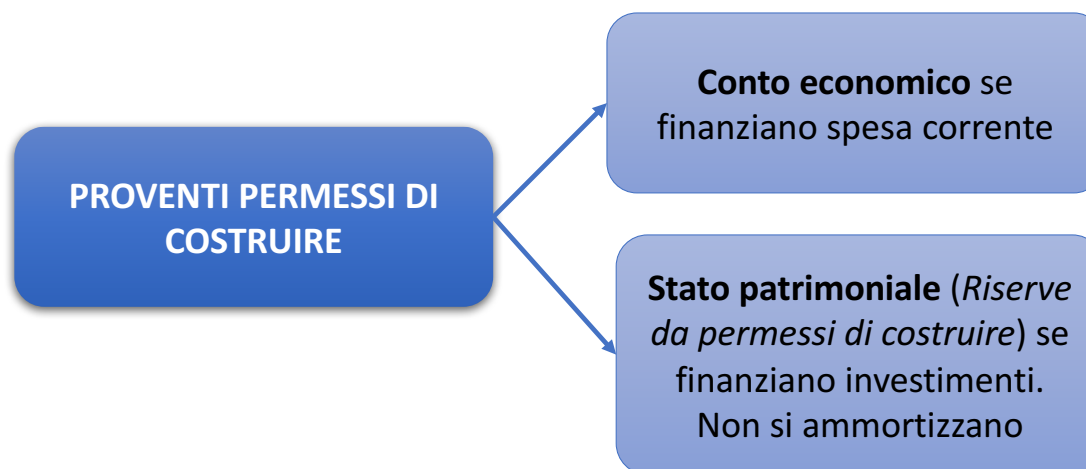 PROVENTI PERMESSI DI
COSTRUIRE
Conto economico se
finanziano spesa corrente
Stato patrimoniale (Riserve
da permessi di costruire) se
finanziano investimenti.
Non si ammortizzano